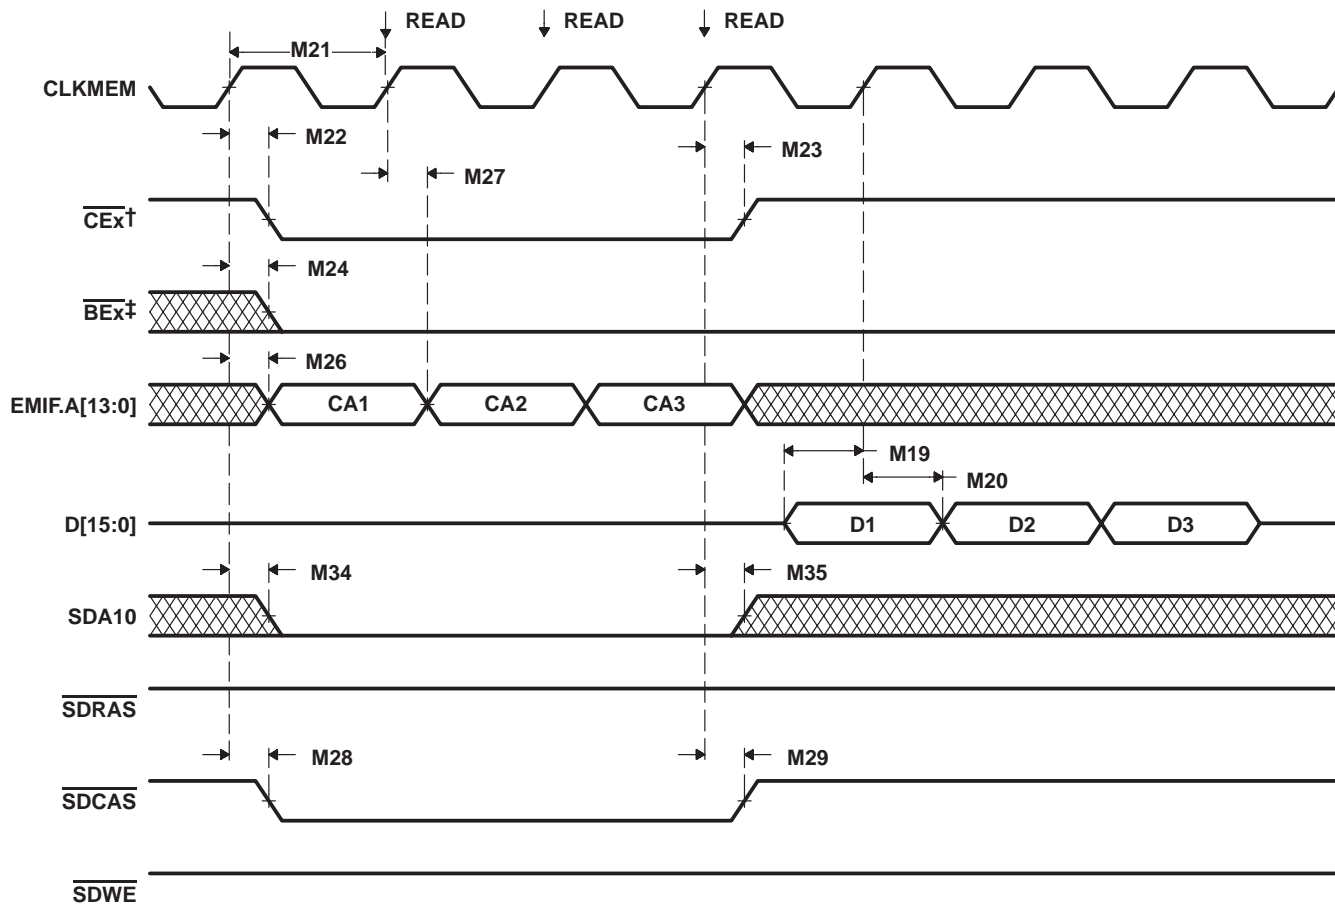 READ READ READ
M21
CLKMEM
M22
M23
M27
CEx†
M24
BEx‡
M26
EMIF.A[13:0] CA1 CA2 CA3
M19
M20
D[15:0] D1 D2 D3
M34
M35
SDA10
SDRAS
M28
M29
SDCAS
SDWE